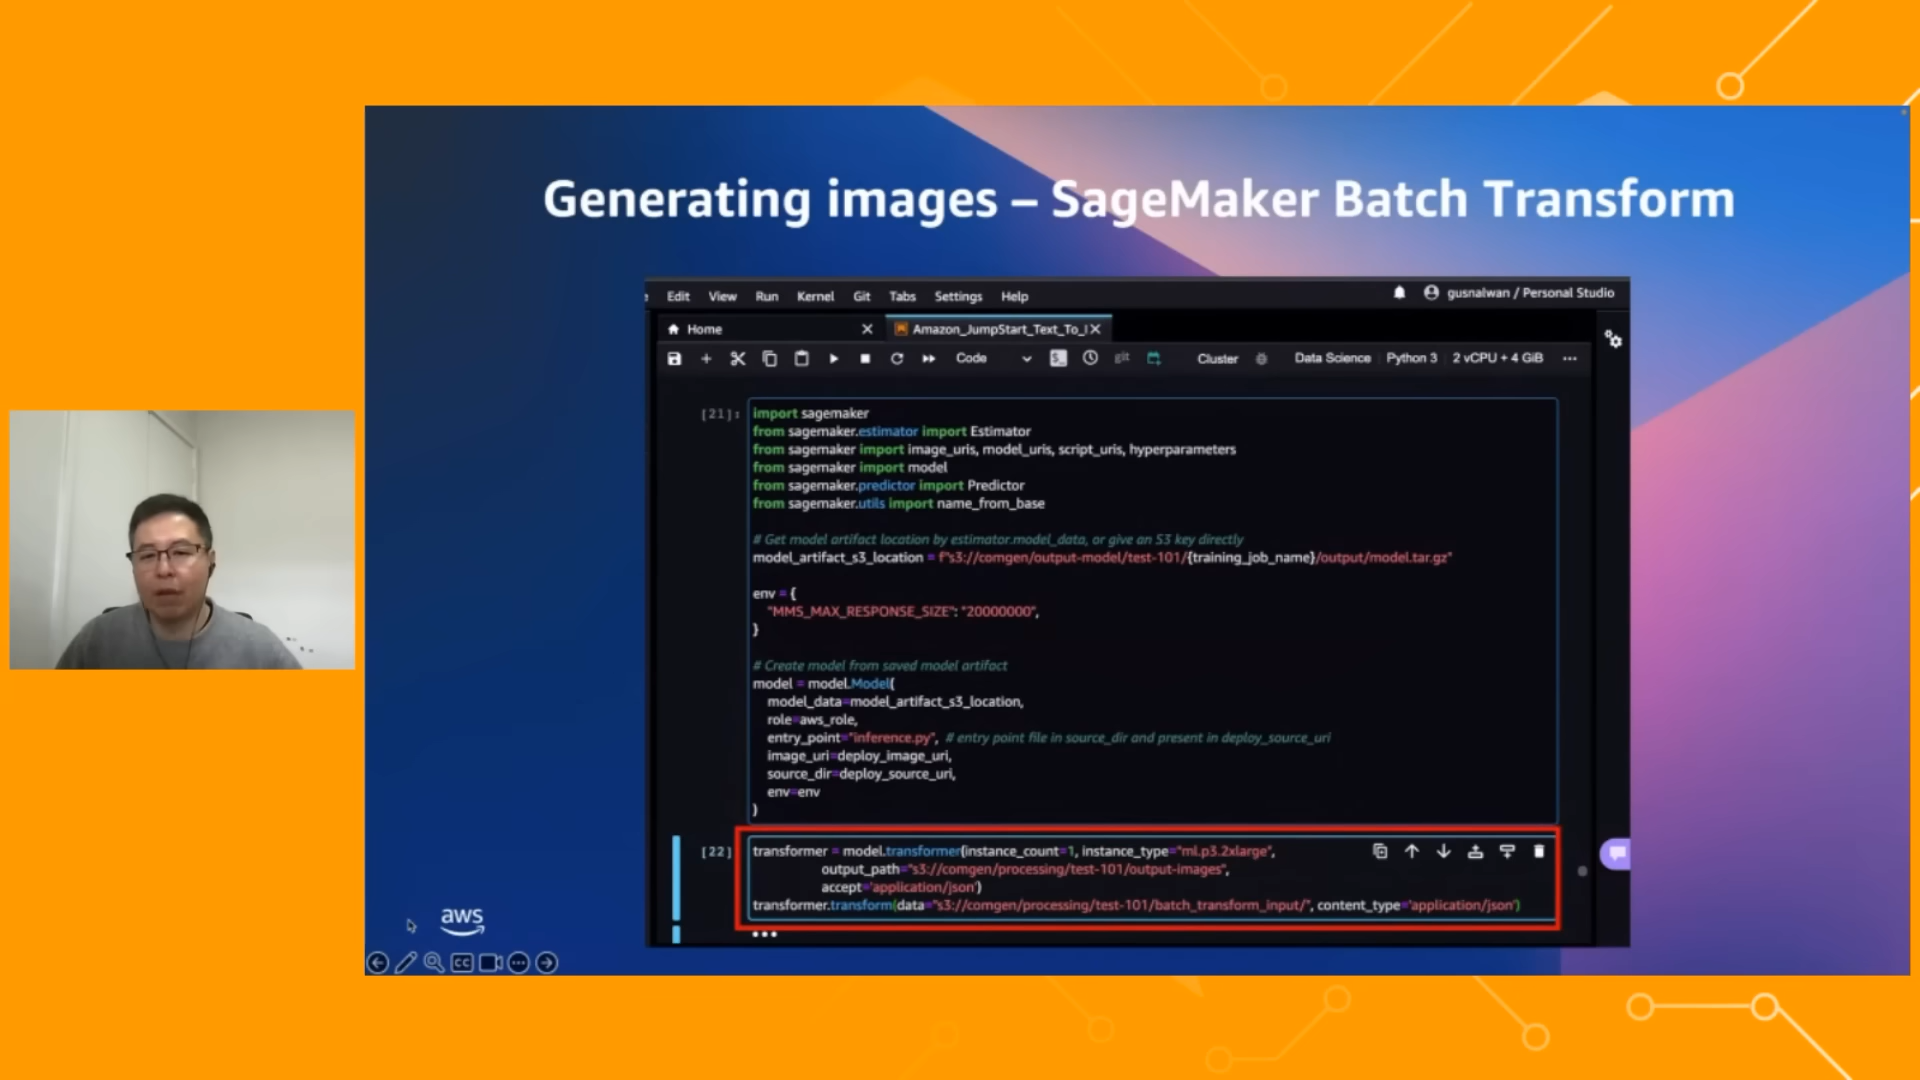 Generating images – SageMaker Batch Transform
Edit View Run Kernel Git Tabs Settings Help
gusnalwan / Personal Studio
Home
Amazon_JumpStart_Text_To_I
Code
git
Cluster
Data Science
Python 3
2 vCPU + 4 GiB
[21]:
import sagemaker
from sagemaker.estimator import Estimator
from sagemaker import image_uris, model_uris, script_uris, hyperparameters
from sagemaker import model
from sagemaker.predictor import Predictor
from sagemaker.utils import name_from_base
# Get model artifact location by estimator.model_data, or give an S3 key directly
model_artifact_s3_location = f"s3://comgen/output-model/test-101/{training_job_name}/output/model.tar.gz"
env = {
"MMS_MAX_RESPONSE_SIZE": "20000000",
}
# Create model from saved model artifact
model = model.Model(
model_data=model_artifact_s3_location,
role=aws_role,
entry_point="inference.py", # entry point file in source_dir and present in deploy_source_uri
image_uri=deploy_image_uri,
source_dir=deploy_source_uri,
env=env
)
[22]
transformer = model.transformer(instance_count=1, instance_type="ml.p3.2xlarge",
output_path="s3://comgen/processing/test-101/output-images",
accept='application/json')
transformer.transform(data="s3://comgen/processing/test-101/batch_transform_input/", content_type='application/json')
...
aws
CC